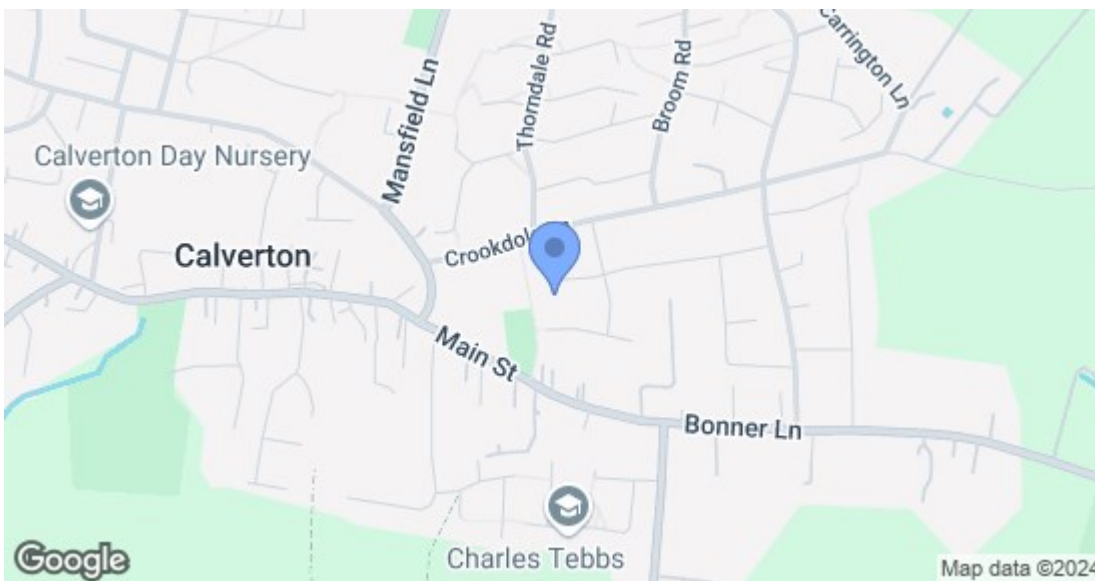 Carrington Ln
Thorndale Rd
Broom Rd
Mansfield Ln
Calverton Day Nursery
Calverton
Main St
Bonner Ln
Charles Tebbs
Google
Map data ©2024